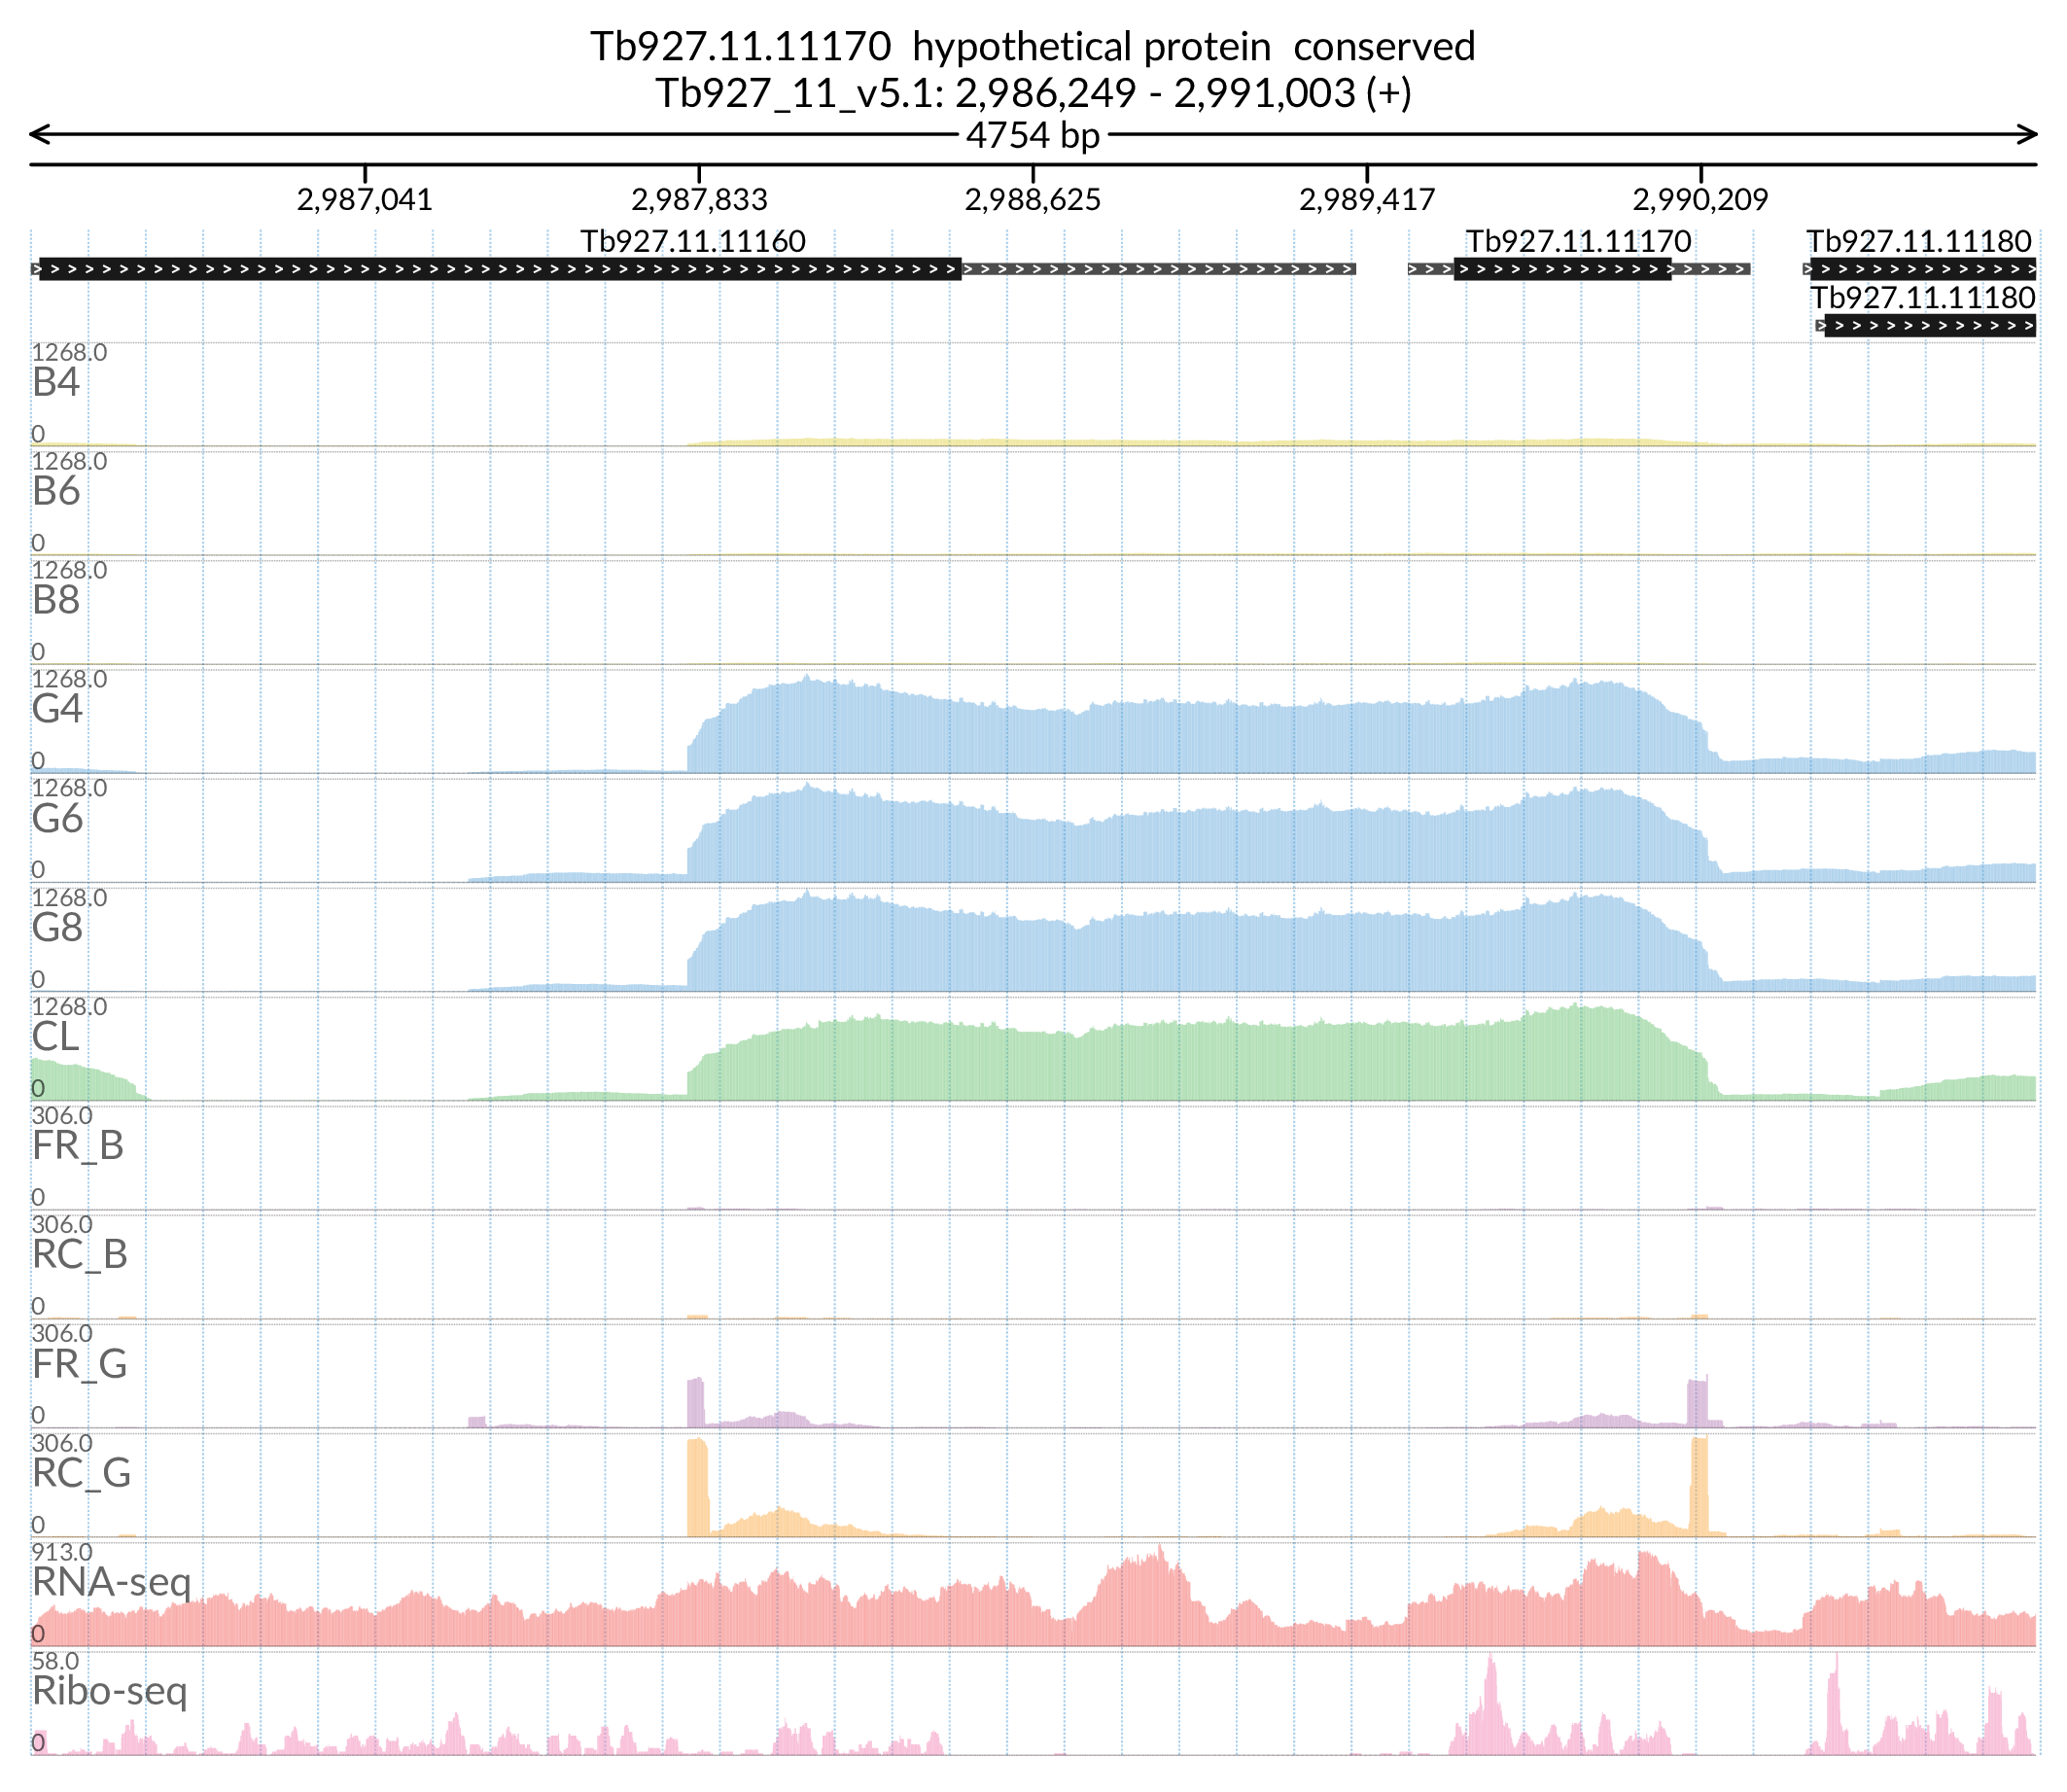 Tb927.11.11170  hypothetical protein  conserved
Tb927_11_v5.1: 2,986,249 - 2,991,003 (+)
4754 bp
2,987,041 2,987,833 2,988,625 2,989,417 2,990,209
Tb927.11.11160 Tb927.11.11170 Tb927.11.11180
Tb927.11.11180
1268.0
B4
0
1268.0
B6
0
1268.0
B8
0
1268.0
G4
0
1268.0
G6
0
1268.0
G8
0
1268.0
CL
0
306.0
FR_B
0
306.0
RC_B
0
306.0
FR_G
0
306.0
RC_G
0
913.0
RNA-seq
0
58.0
Ribo-seq
0